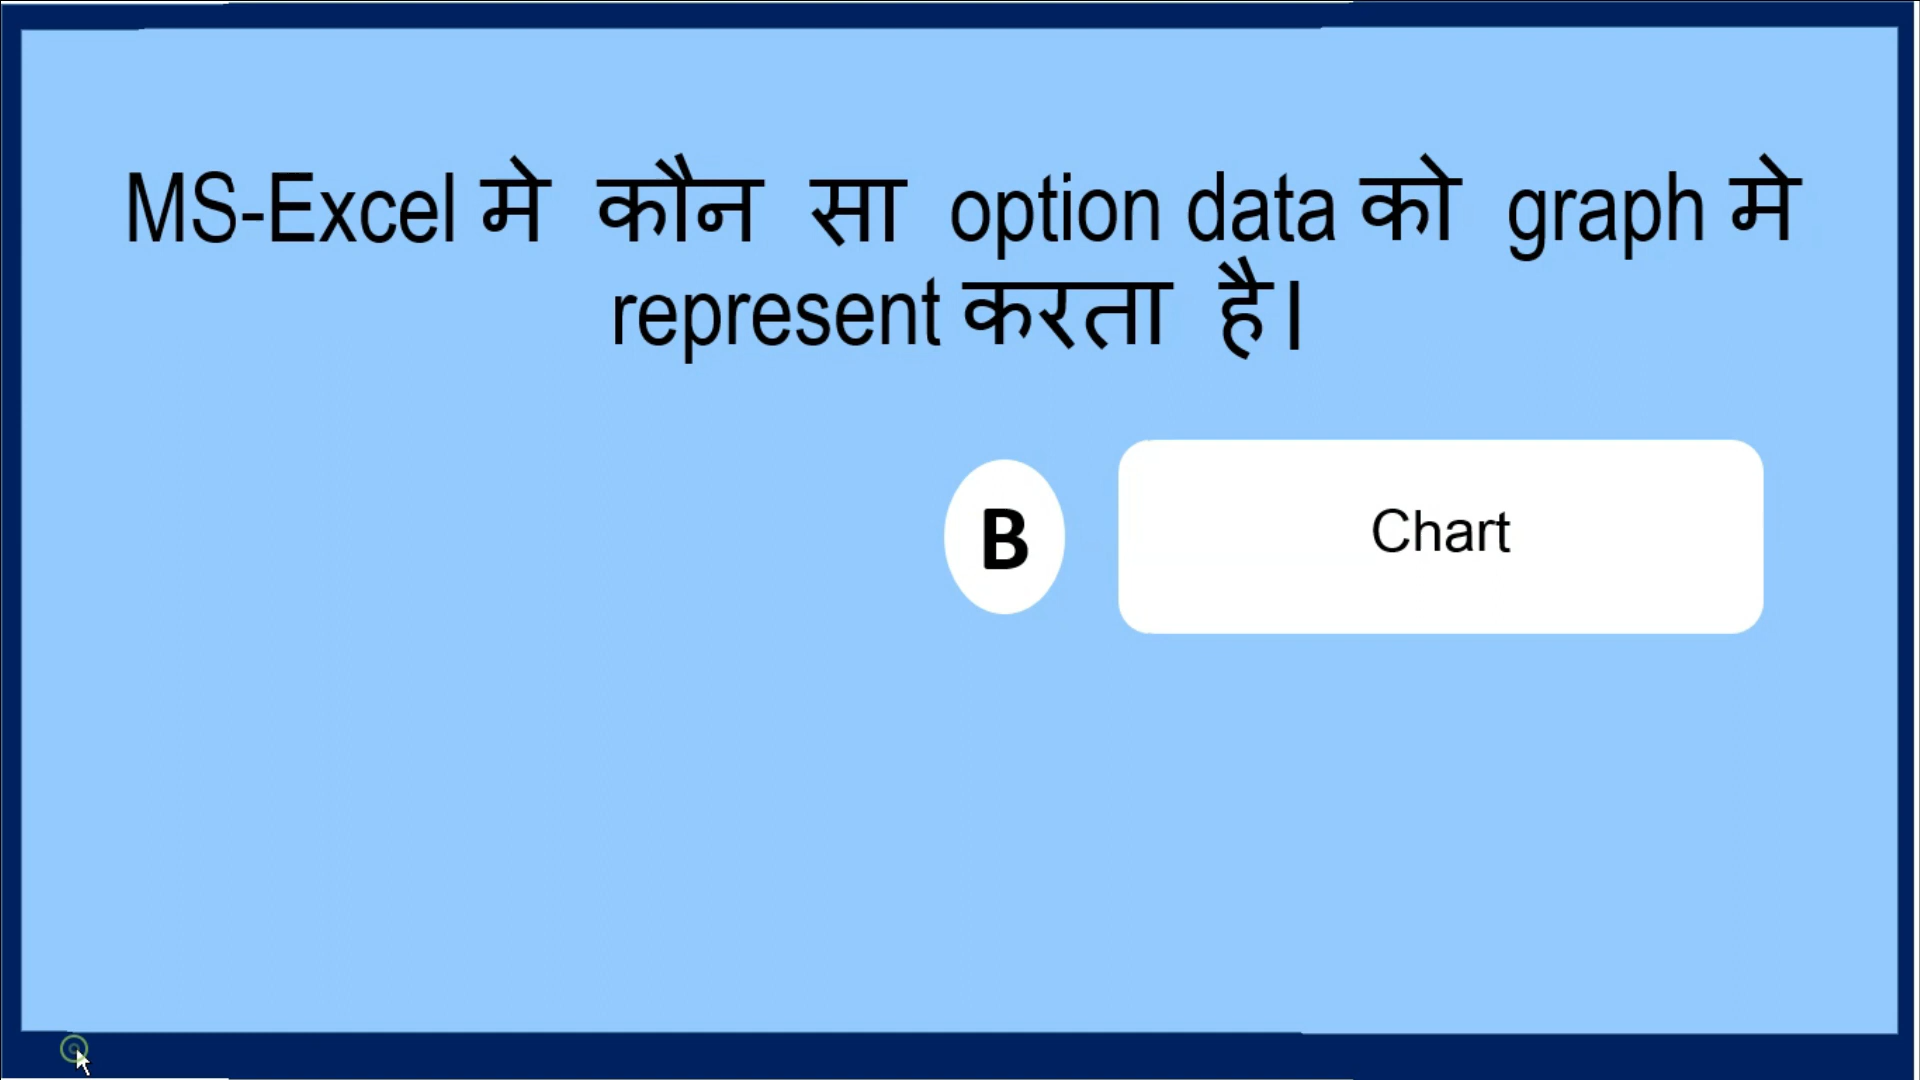 MS-Excel मे कौन सा option data को graph मे
represent करता है।
B
Chart